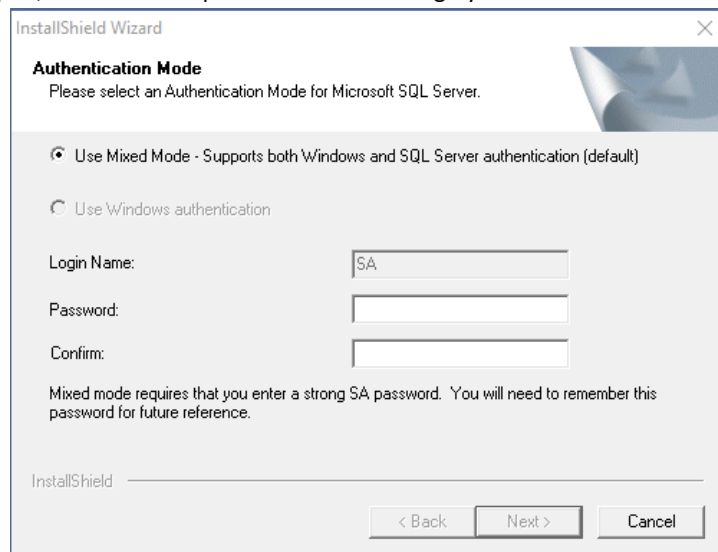 InstallShield Wizard
Authentication Mode
Please select an Authentication Mode for Microsoft SQL Server.
Use Mixed Mode - Supports both Windows and SQL Server authentication (default)
Use Windows authentication
Login Name:
SA
Password:
Confirm:
Mixed mode requires that you enter a strong SA password.  You will need to remember this
password for future reference.
InstallShield
< Back
Next >
Cancel